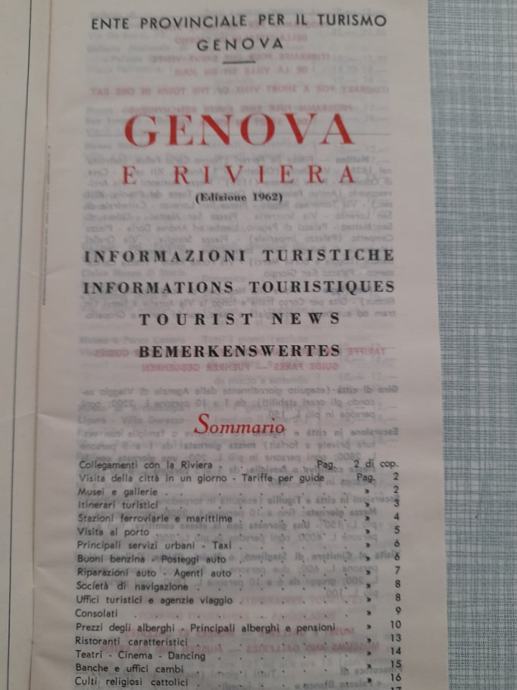 ENTE PROVINCIALE PER IL TURISMO
GENOVA
GENOVA
E RIVIERA
(Edizione 1962)
INFORMAZIONI TURISTICHE
INFORMATIONS TOURISTIQUES
TOURIST NEWS
BEMERKENSWERTES
Sommario
Collegamenti con la Riviera . . Pag. 2 di cop.
Visita della città in un giorno - Tariffe per guide Pag. 2
Musei e gallerie . » 2
Itinerari turistici . » 3
Stazioni ferroviarie e marittime . » 4
Visita al porto . » 5
Principali servizi urbani - Taxi . » 6
Buoni benzina - Posteggi auto . » 6
Riparazioni auto - Agenti auto . » 7
Società di navigazione . » 8
Uffici turistici e agenzie viaggio . » 8
Consolati . » 9
Prezzi degli alberghi - Principali alberghi e pensioni . » 10
Ristoranti caratteristici . » 13
Teatri - Cinema - Dancing . » 14
Banche e uffici cambi . » 15
Culti religiosi cattolici . » 16